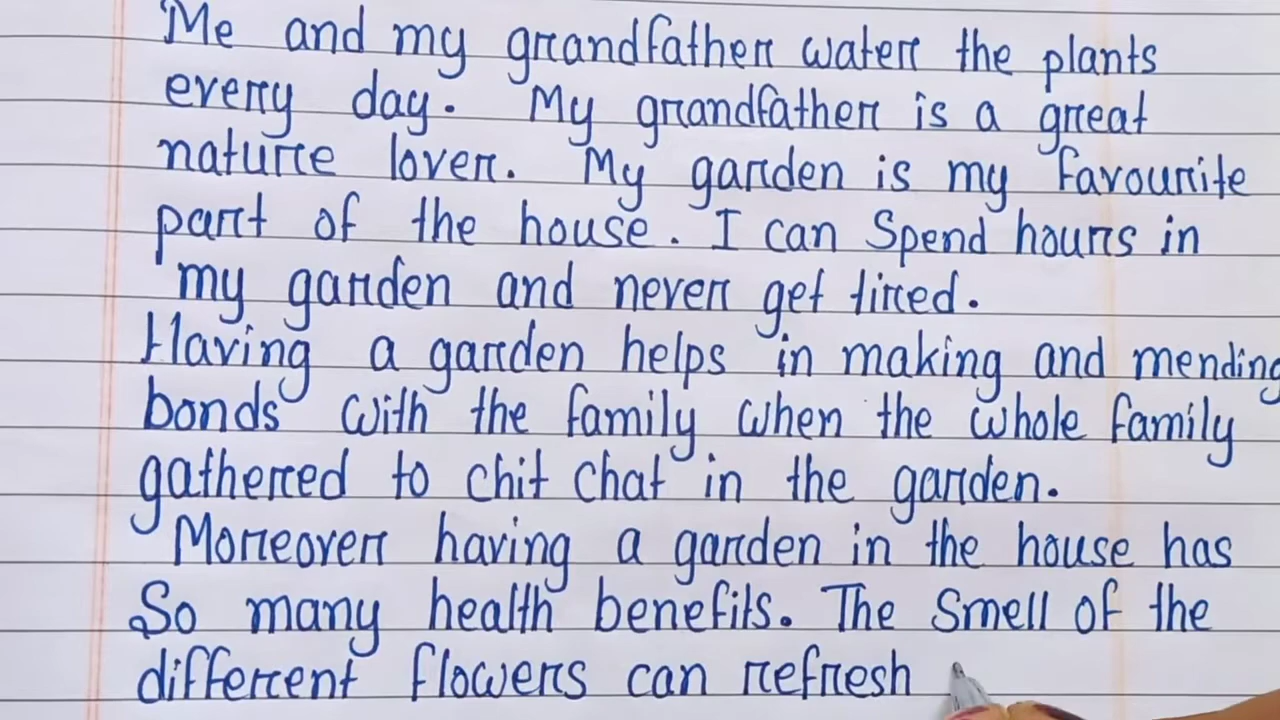 Me and my grandfather water the plants
every day. My grandfather is a great
nature lover. My garden is my favourite
part of the house. I can Spend hours in
my garden and never get tired.
Having a garden helps in making and mending
bonds with the family when the whole family
gathered to chit chat in the garden.
Moreover having a garden in the house has
So many health benefits. The Smell of the
different flowers can refresh